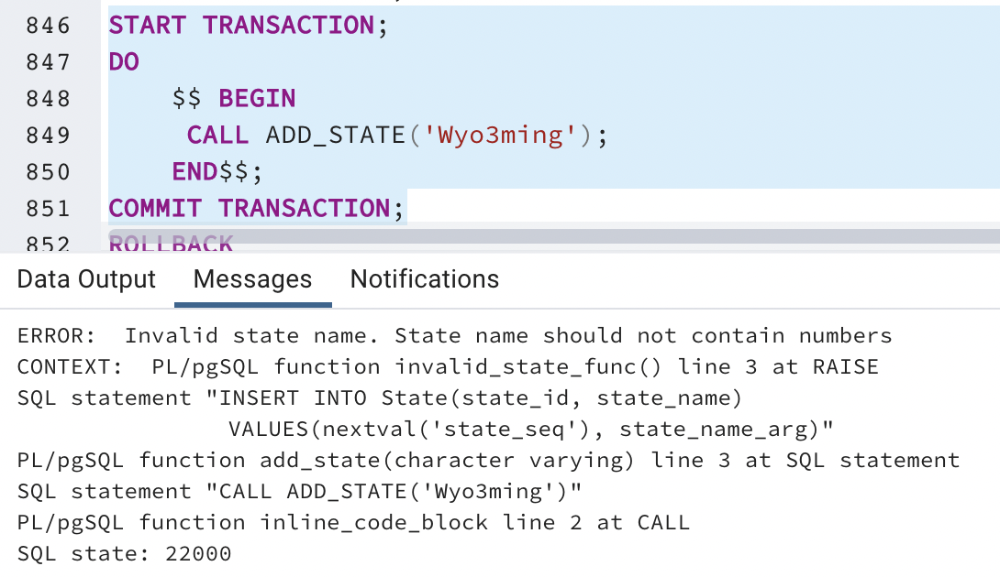 846 START TRANSACTION;
847 DO
848 $$ BEGIN
849 CALL ADD_STATE('Wyo3ming');
850 END$$;
851 COMMIT TRANSACTION;
852 ROLLBACK
Data Output Messages Notifications
ERROR:  Invalid state name. State name should not contain numbers
CONTEXT:  PL/pgSQL function invalid_state_func() line 3 at RAISE
SQL statement "INSERT INTO State(state_id, state_name)
VALUES(nextval('state_seq'), state_name_arg)"
PL/pgSQL function add_state(character varying) line 3 at SQL statement
SQL statement "CALL ADD_STATE('Wyo3ming')"
PL/pgSQL function inline_code_block line 2 at CALL
SQL state: 22000